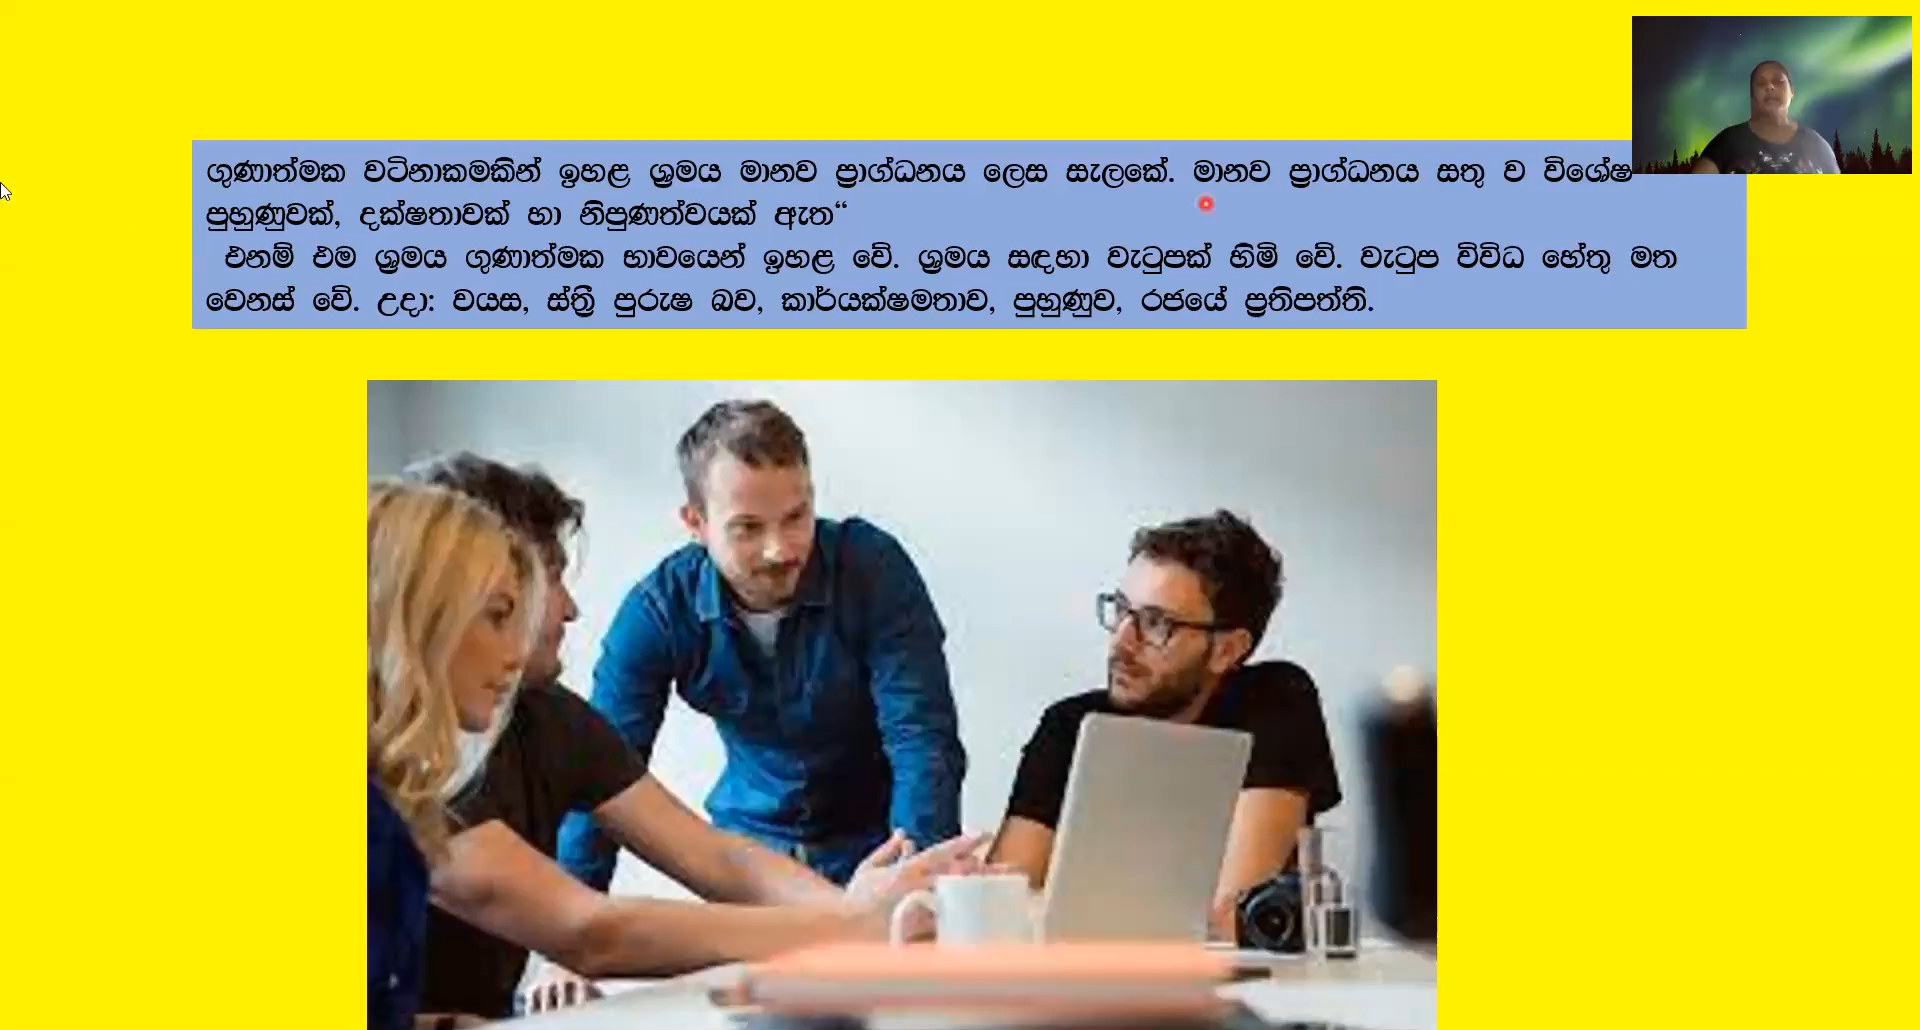 ගුණාත්මක වටිනාකමකින් ඉහළ ශ්‍රමය මානව ප්‍රාග්ධනය ලෙස සැලකේ. මානව ප්‍රාග්ධනය සතු ව විශේෂ
පුහුණුවක්, දක්ෂතාවක් හා නිපුණත්වයක් ඇත“
එනම් එම ශ්‍රමය ගුණාත්මක භාවයෙන් ඉහළ වේ. ශ්‍රමය සඳහා වැටුපක් හිමි වේ. වැටුප විවිධ හේතු මත
වෙනස් වේ. උදා: වයස, ස්ත්‍රී පුරුෂ බව, කාර්යක්ෂමතාව, පුහුණුව, රජයේ ප්‍රතිපත්ති.